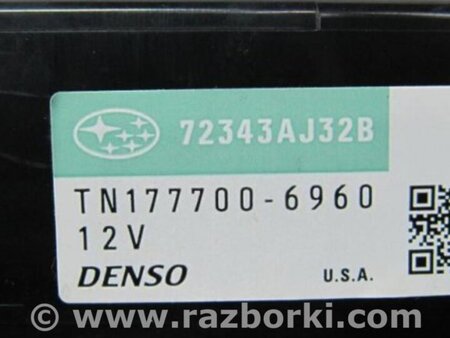 72343AJ32B
TN177700-6960
12V
DENSO
U.S.A.
www.razborki.com